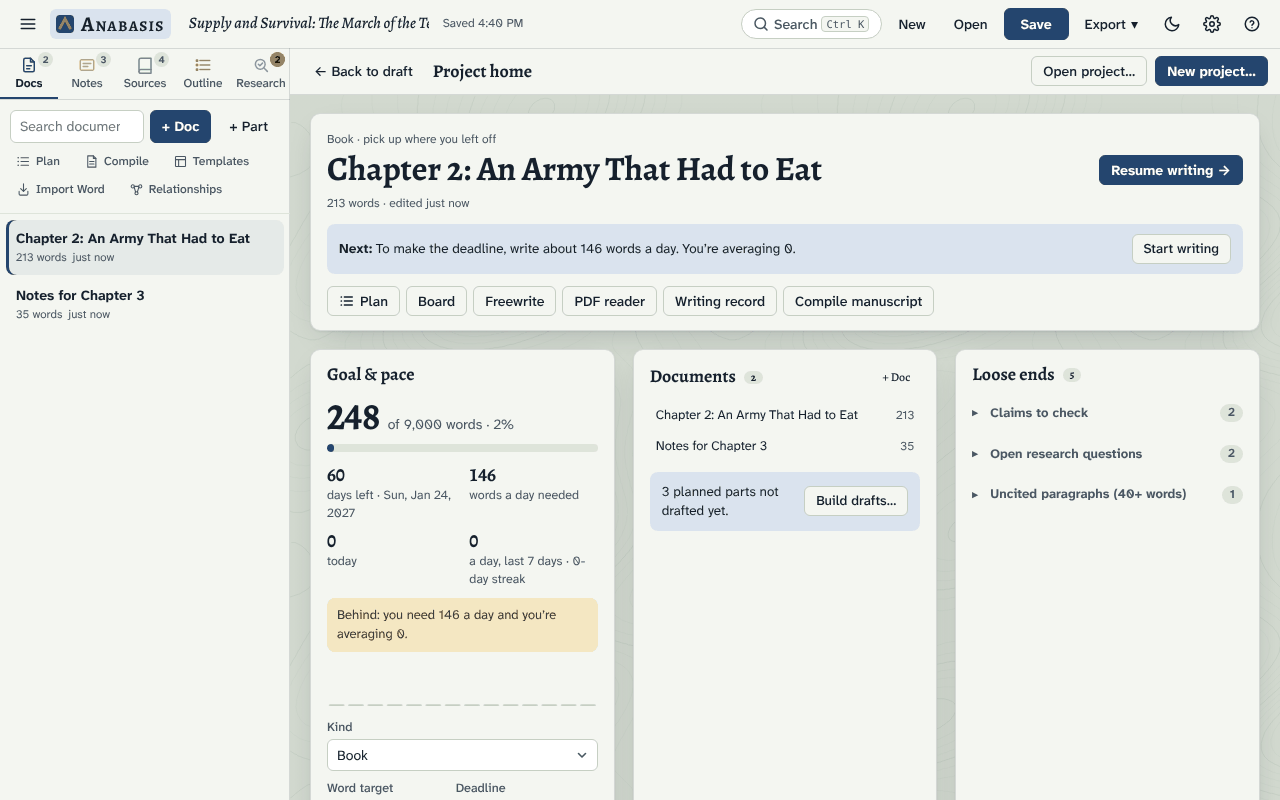 Anabasis
Supply and Survival: The March of the Te
Saved 4:40 PM
Search Ctrl K
New
Open
Save
Export ▾
Docs 2
Notes 3
Sources 4
Outline
Research 2
Search documen
+ Doc
+ Part
Plan
Compile
Templates
Import Word
Relationships
Chapter 2: An Army That Had to Eat
213 words just now
Notes for Chapter 3
35 words just now
← Back to draft
Project home
Open project…
New project…
Book · pick up where you left off
Chapter 2: An Army That Had to Eat
213 words · edited just now
Resume writing →
Next: To make the deadline, write about 146 words a day. You’re averaging 0.
Start writing
Plan
Board
Freewrite
PDF reader
Writing record
Compile manuscript
Goal & pace
248 of 9,000 words · 2%
60
days left · Sun, Jan 24,
2027
146
words a day needed
0
today
0
a day, last 7 days · 0-
day streak
Behind: you need 146 a day and you’re
averaging 0.
Kind
Book
Word target
Deadline
Documents 2
+ Doc
Chapter 2: An Army That Had to Eat 213
Notes for Chapter 3 35
3 planned parts not
drafted yet.
Build drafts…
Loose ends 5
▸ Claims to check 2
▸ Open research questions 2
▸ Uncited paragraphs (40+ words) 1